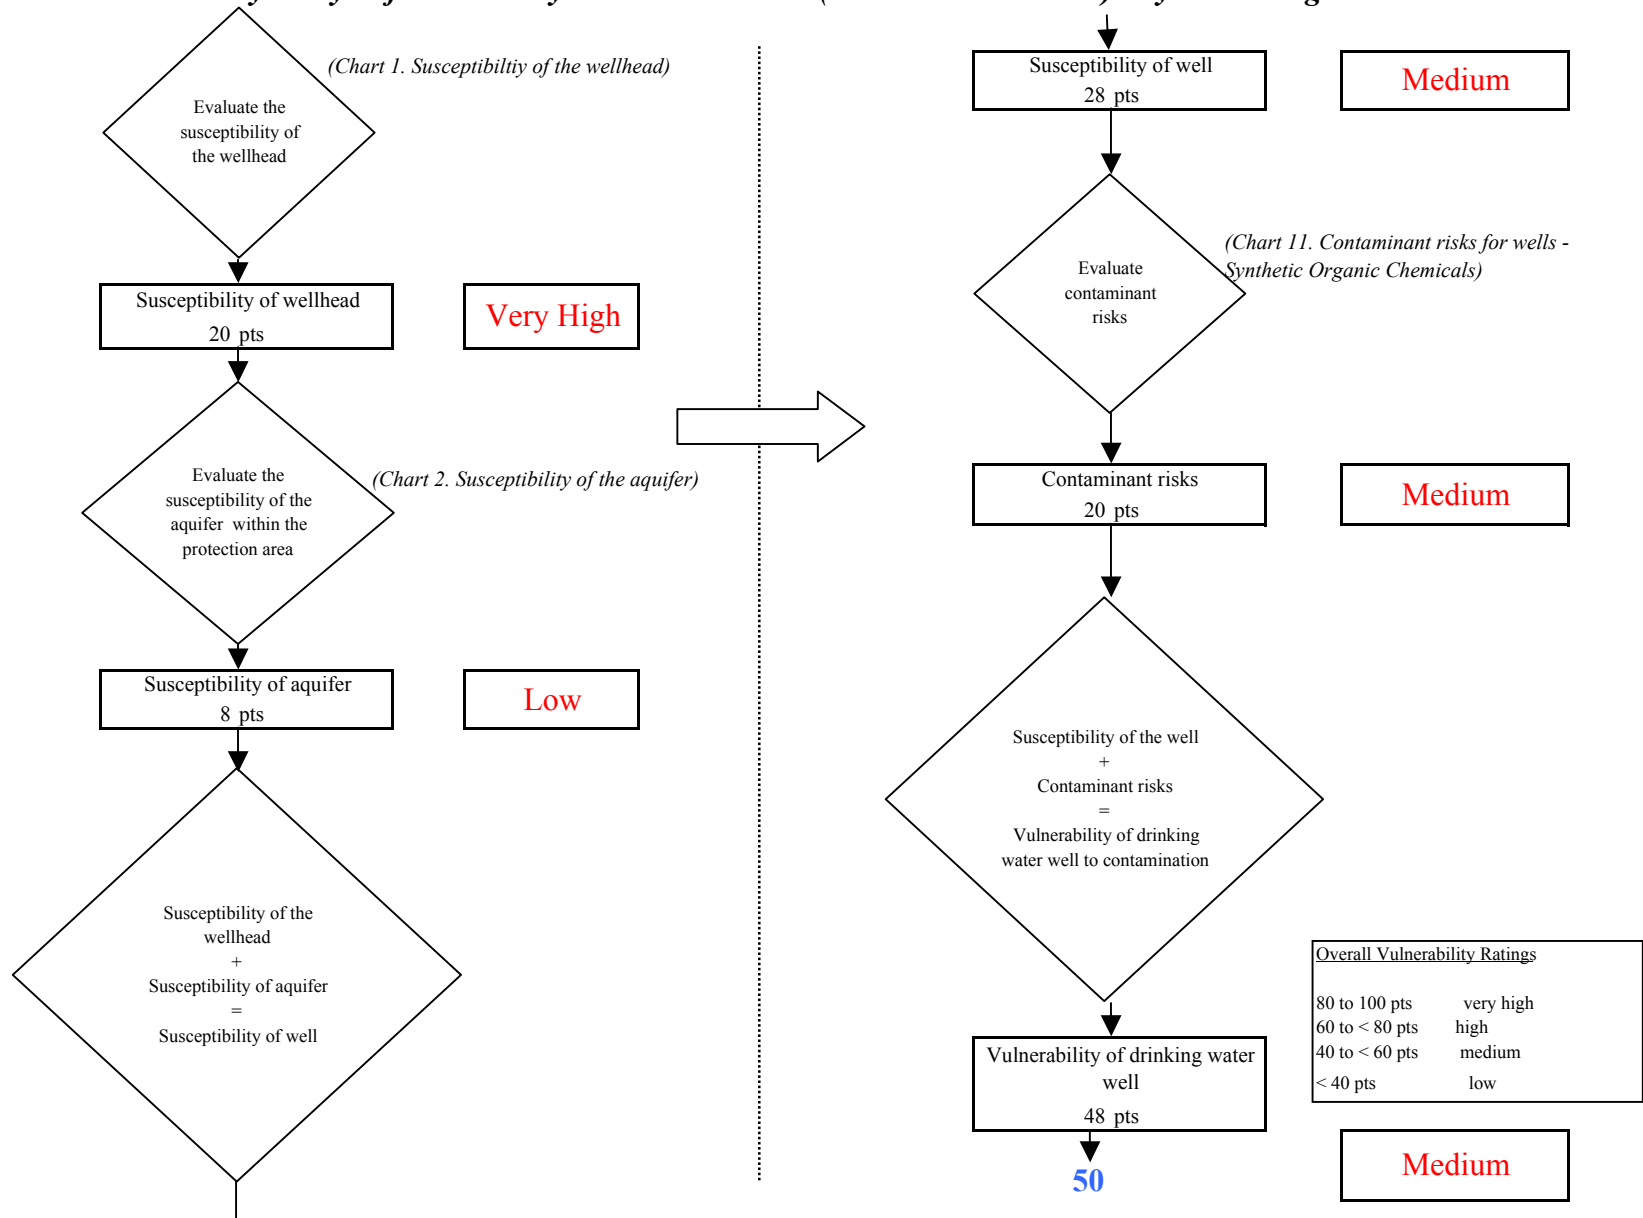 (Chart 1. Susceptibiltiy of the wellhead)
Evaluate the
susceptibility of
the wellhead
Susceptibility of wellhead
20 pts
Very High
Evaluate the
susceptibility of the
aquifer within the
protection area
(Chart 2. Susceptibility of the aquifer)
Susceptibility of aquifer
8 pts
Low
Susceptibility of the
wellhead
+
Susceptibility of aquifer
=
Susceptibility of well
Susceptibility of well
28 pts
Medium
Evaluate
contaminant
risks
(Chart 11. Contaminant risks for wells -
Synthetic Organic Chemicals)
Contaminant risks
20 pts
Medium
Susceptibility of the well
+
Contaminant risks
=
Vulnerability of drinking
water well to contamination
Vulnerability of drinking water
well
48 pts
50
Overall Vulnerability Ratings
80 to 100 pts very high
60 to < 80 pts high
40 to < 60 pts medium
< 40 pts low
Medium